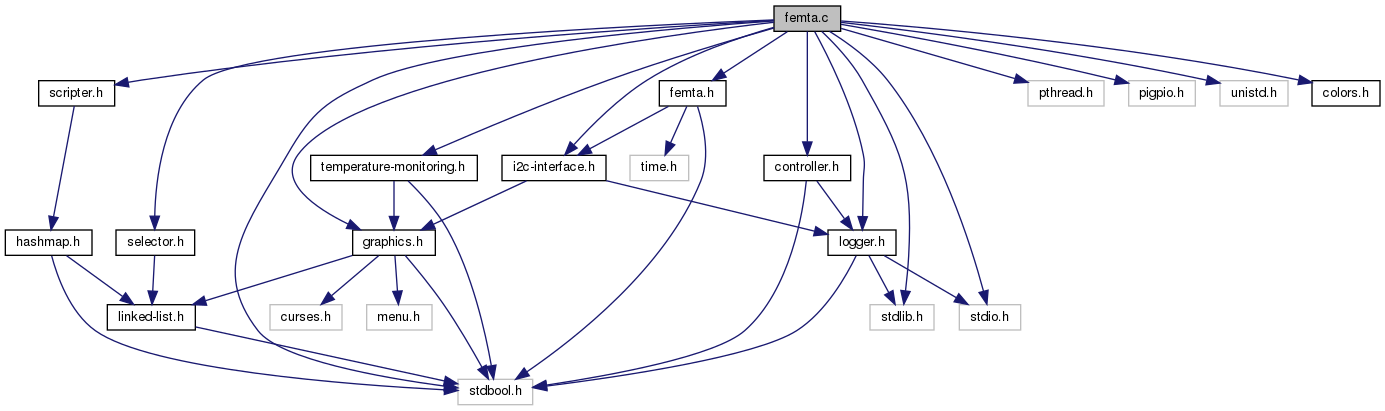 femta.c
scripter.h
femta.h
pthread.h
pigpio.h
unistd.h
colors.h
temperature-monitoring.h
i2c-interface.h
time.h
controller.h
hashmap.h
selector.h
graphics.h
logger.h
linked-list.h
curses.h
menu.h
stdlib.h
stdio.h
stdbool.h